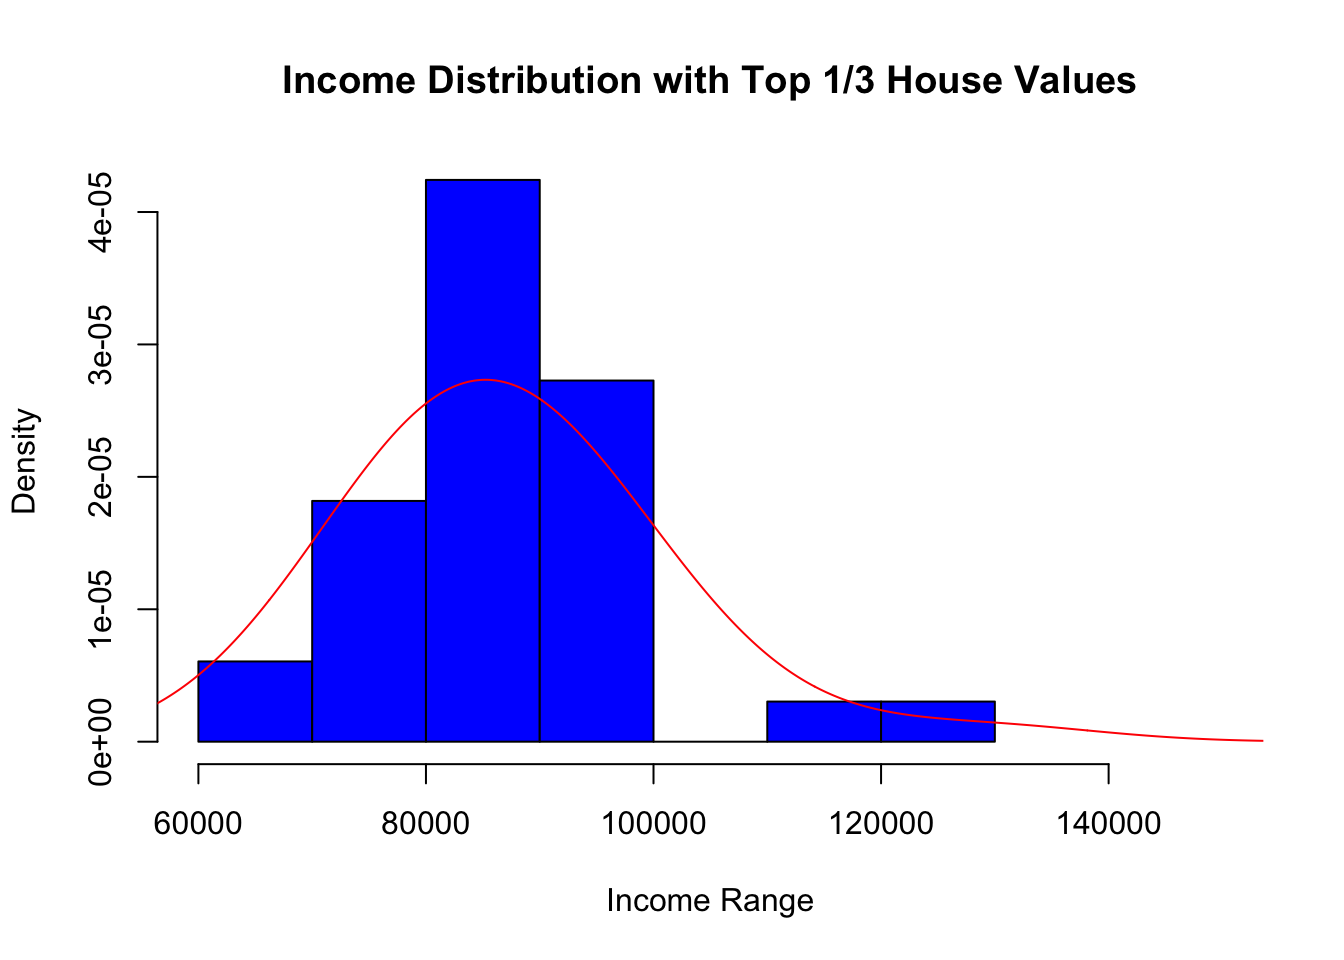 Income Distribution with Top 1/3 House Values
Density
4e-05
3e-05
2e-05
1e-05
0e+00
60000 80000 100000 120000 140000
Income Range